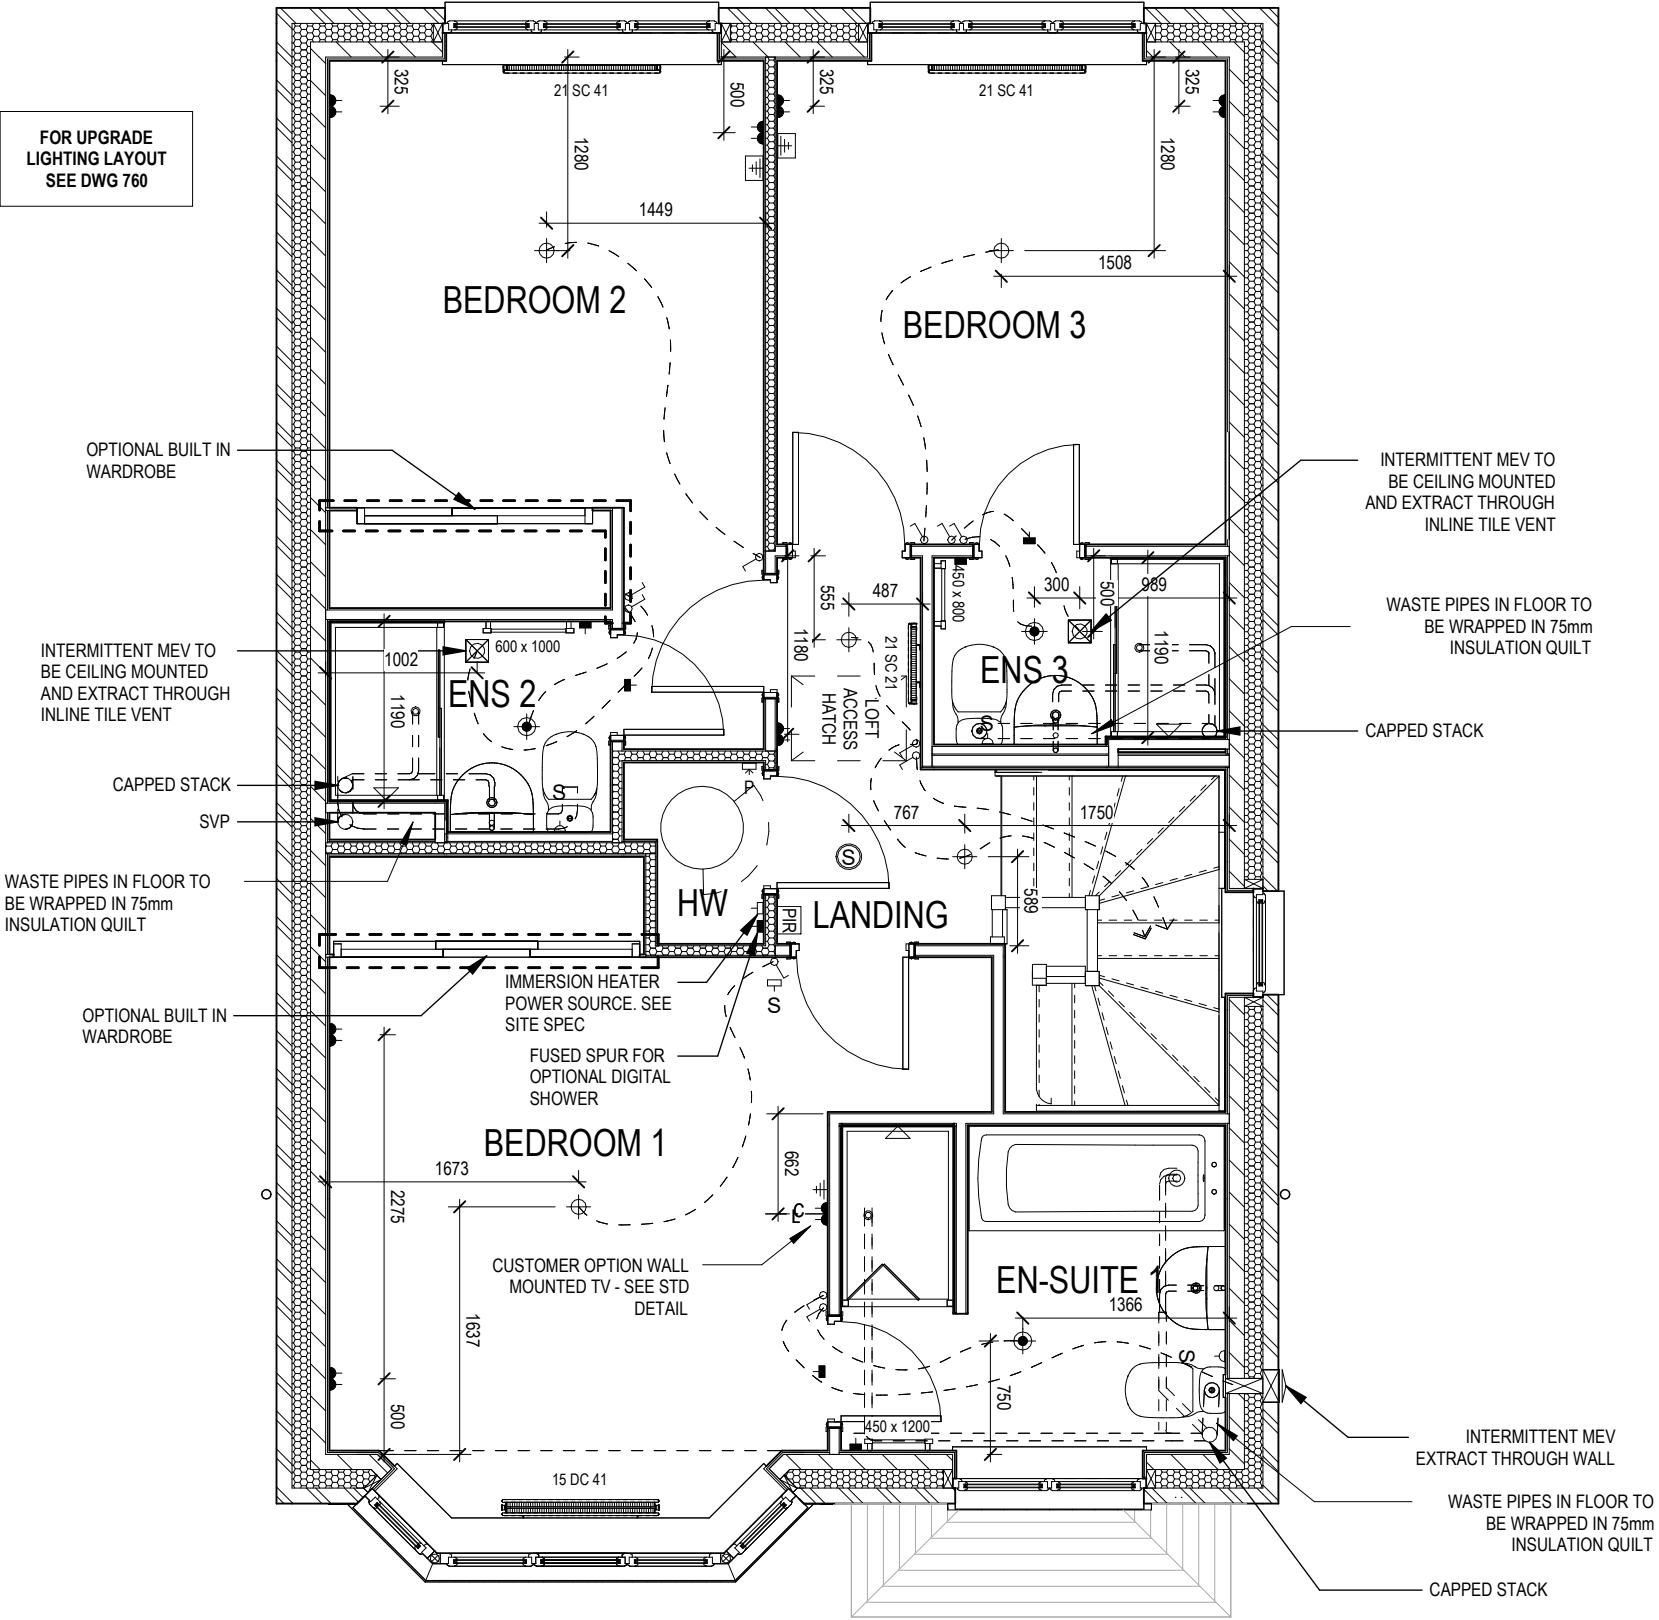 21 SC 41
21 SC 41
325
500
325
325
FOR UPGRADE
LIGHTING LAYOUT
SEE DWG 760
1280
1280
1449
1508
BEDROOM 2
BEDROOM 3
OPTIONAL BUILT IN
WARDROBE
INTERMITTENT MEV TO
BE CEILING MOUNTED
AND EXTRACT THROUGH
INLINE TILE VENT
450 x 800
300
500
989
555
487
1180
1190
WASTE PIPES IN FLOOR TO
BE WRAPPED IN 75mm
INSULATION QUILT
INTERMITTENT MEV TO
BE CEILING MOUNTED
AND EXTRACT THROUGH
INLINE TILE VENT
600 x 1000
1002
21 SC 21
ENS 3
ENS 2
1190
LOFT
ACCESS
HATCH
S
CAPPED STACK
CAPPED STACK
P
S
SVP
767
1750
S
WASTE PIPES IN FLOOR TO
BE WRAPPED IN 75mm
INSULATION QUILT
HW
PIR
LANDING
589
IMMERSION HEATER
POWER SOURCE. SEE
SITE SPEC
S
OPTIONAL BUILT IN
WARDROBE
FUSED SPUR FOR
OPTIONAL DIGITAL
SHOWER
BEDROOM 1
1673
662
2275
CL
CUSTOMER OPTION WALL
MOUNTED TV - SEE STD
DETAIL
EN-SUITE 1
1366
1637
S
750
500
450 x 1200
INTERMITTENT MEV
EXTRACT THROUGH WALL
15 DC 41
WASTE PIPES IN FLOOR TO
BE WRAPPED IN 75mm
INSULATION QUILT
CAPPED STACK